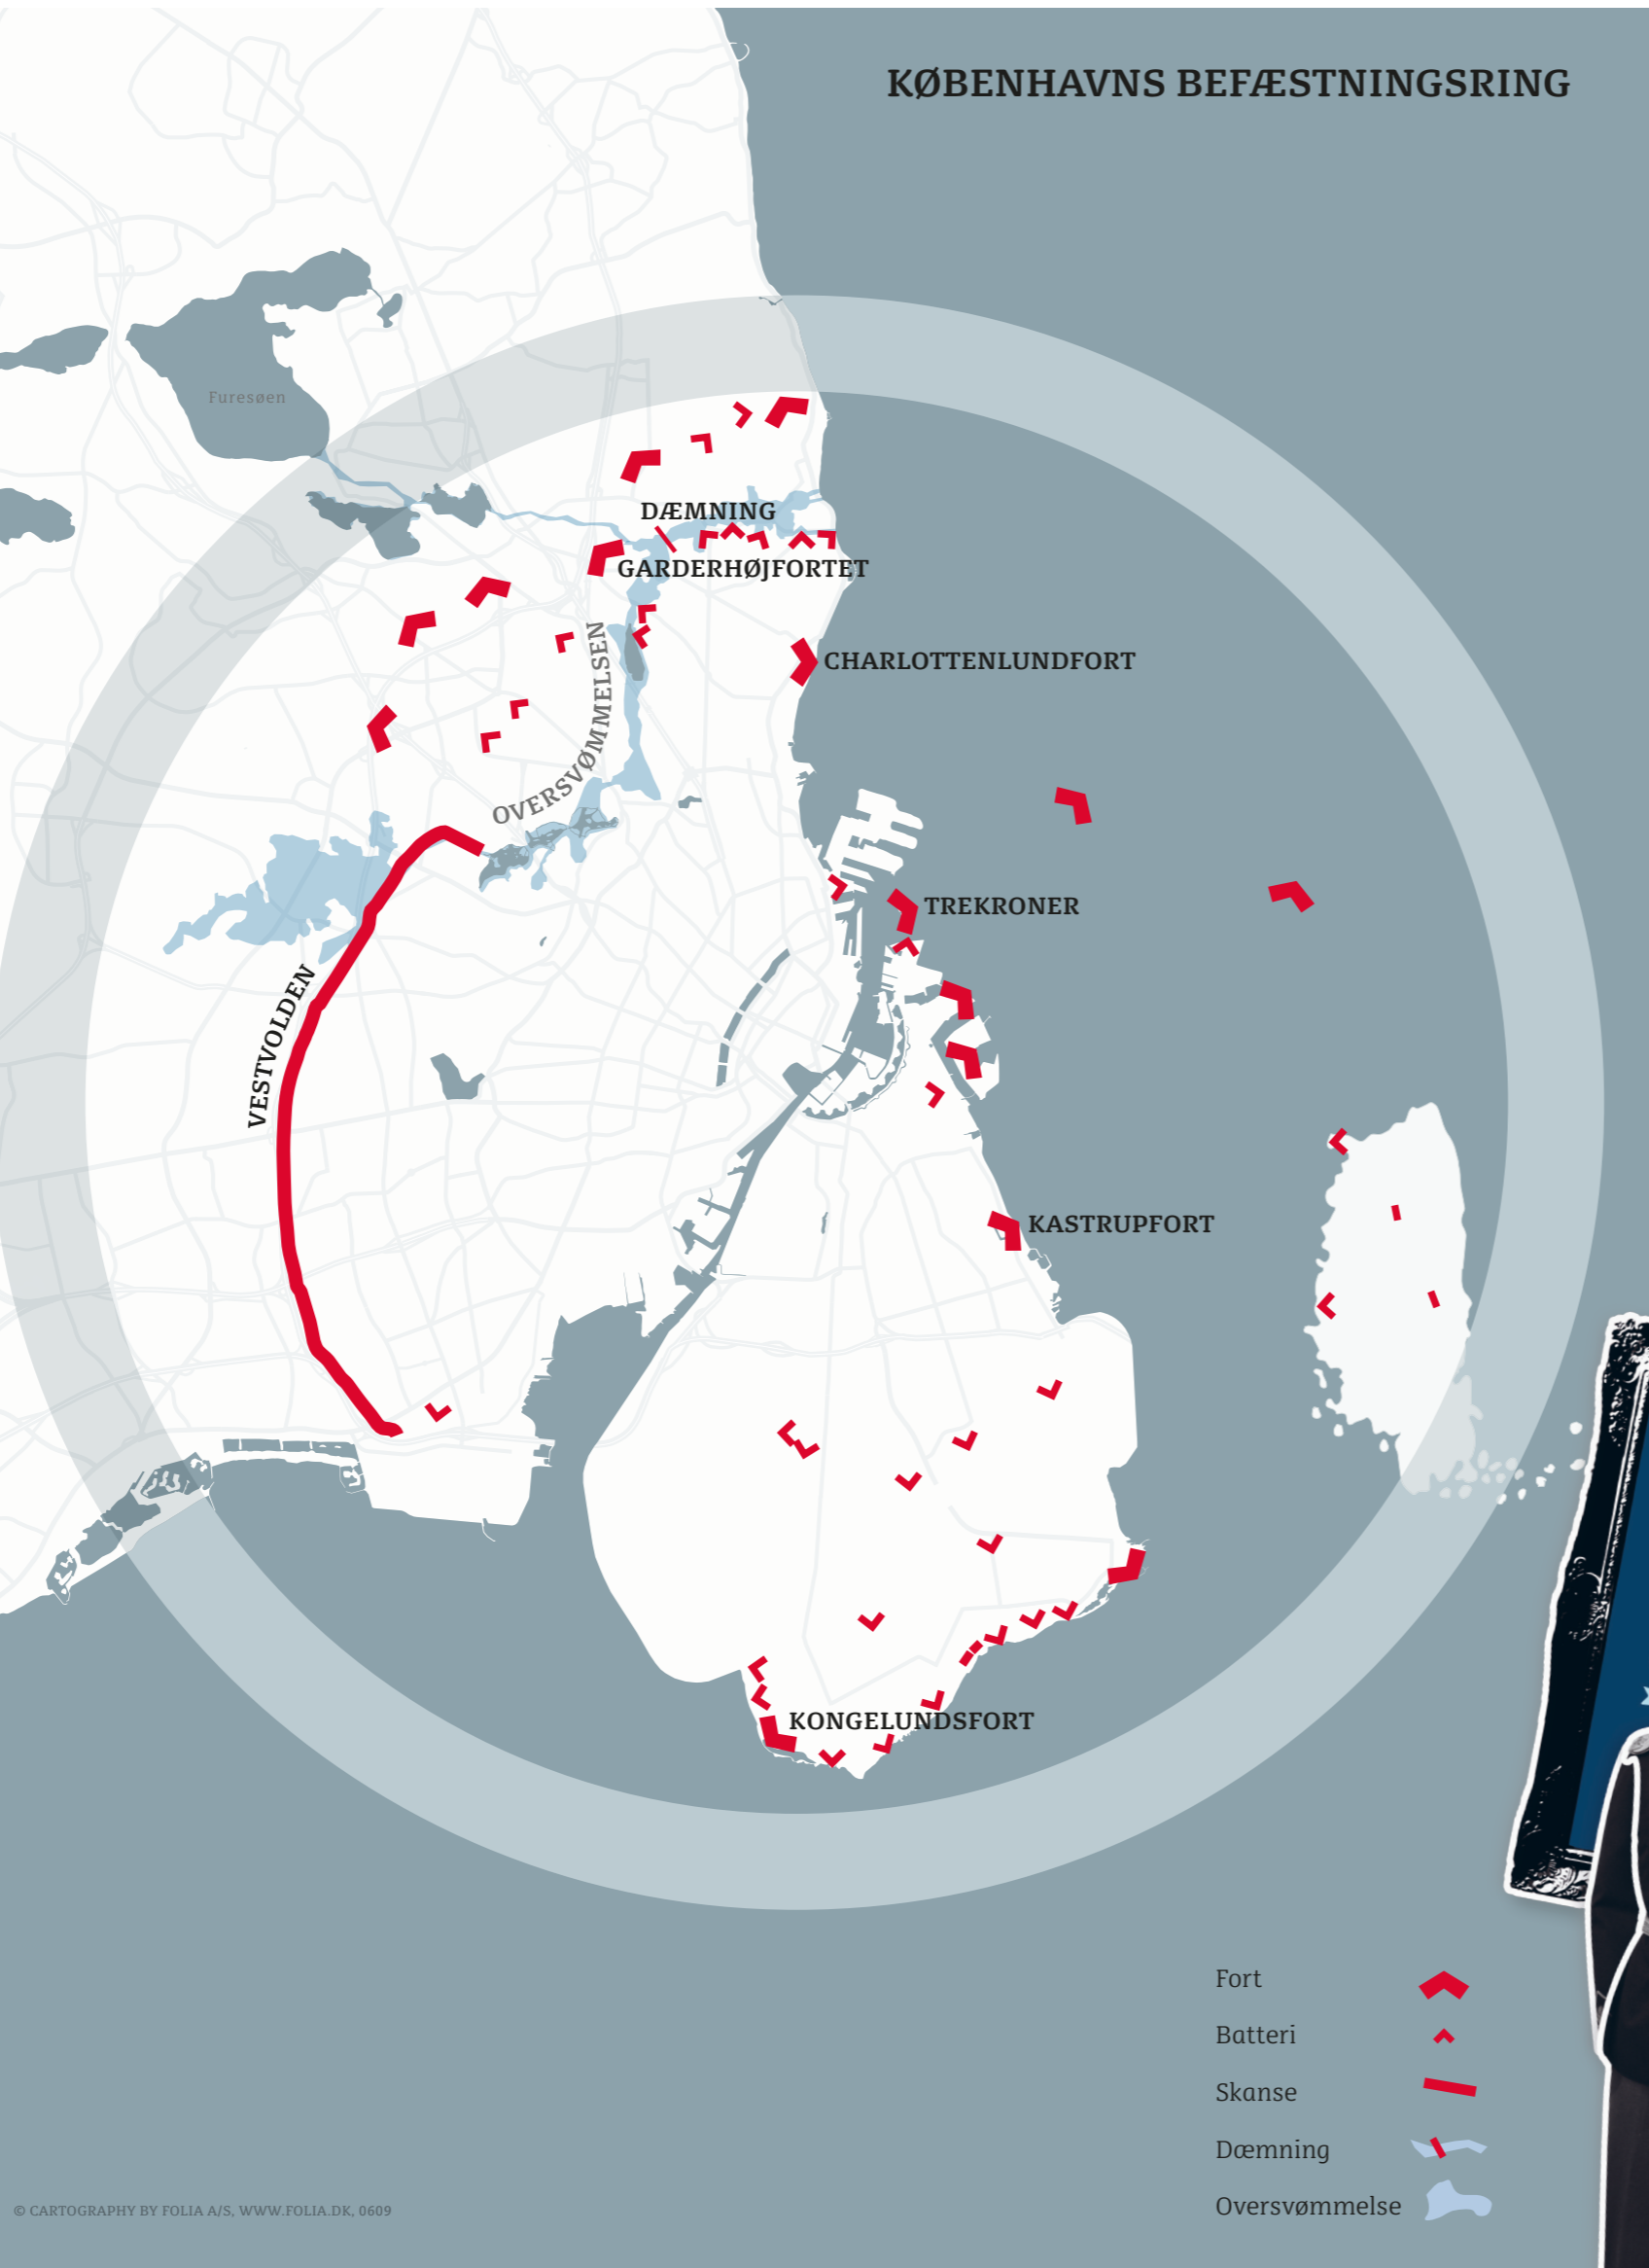 KØBENHAVNS BEFÆSTNINGSRING
Furesøen
DÆMNING
GARDERHØJFORTET
OVERSVØMMELSEN
CHARLOTTENLUNDFORT
TREKRONER
VESTVOLDEN
KASTRUPFORT
KONGELUNDSFORT
Fort
Batteri
Skanse
Dæmning
Oversvømmelse
© CARTOGRAPHY BY FOLIA A/S, WWW.FOLIA.DK, 0609